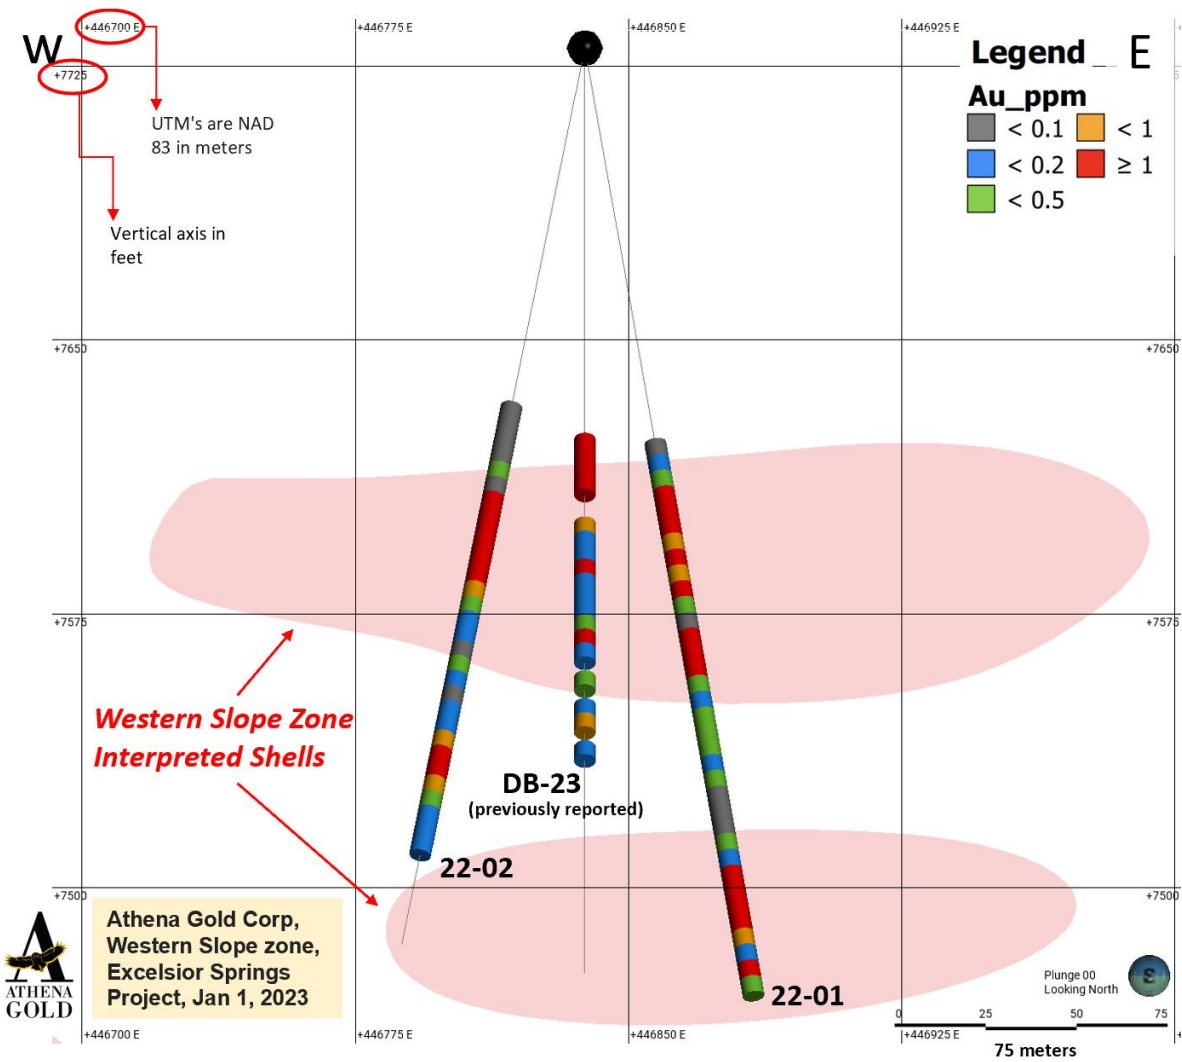 +446700 E
+446775 E
+446850 E
+446925 E
W
E
+7725
Legend
Au_ppm
< 0.1
< 1
< 0.2
≥ 1
< 0.5
UTM's are NAD
83 in meters
Vertical axis in
feet
+7650
+7650
+7575
+7575
Western Slope Zone
Interpreted Shells
DB-23
(previously reported)
22-02
+7500
+7500
Athena Gold Corp,
Western Slope zone,
Excelsior Springs
Project, Jan 1, 2023
A
ATHENA
GOLD
22-01
Plunge 00
Looking North
S
0
25
50
75
75 meters
+446700 E
+446775 E
+446850 E
+446925 E